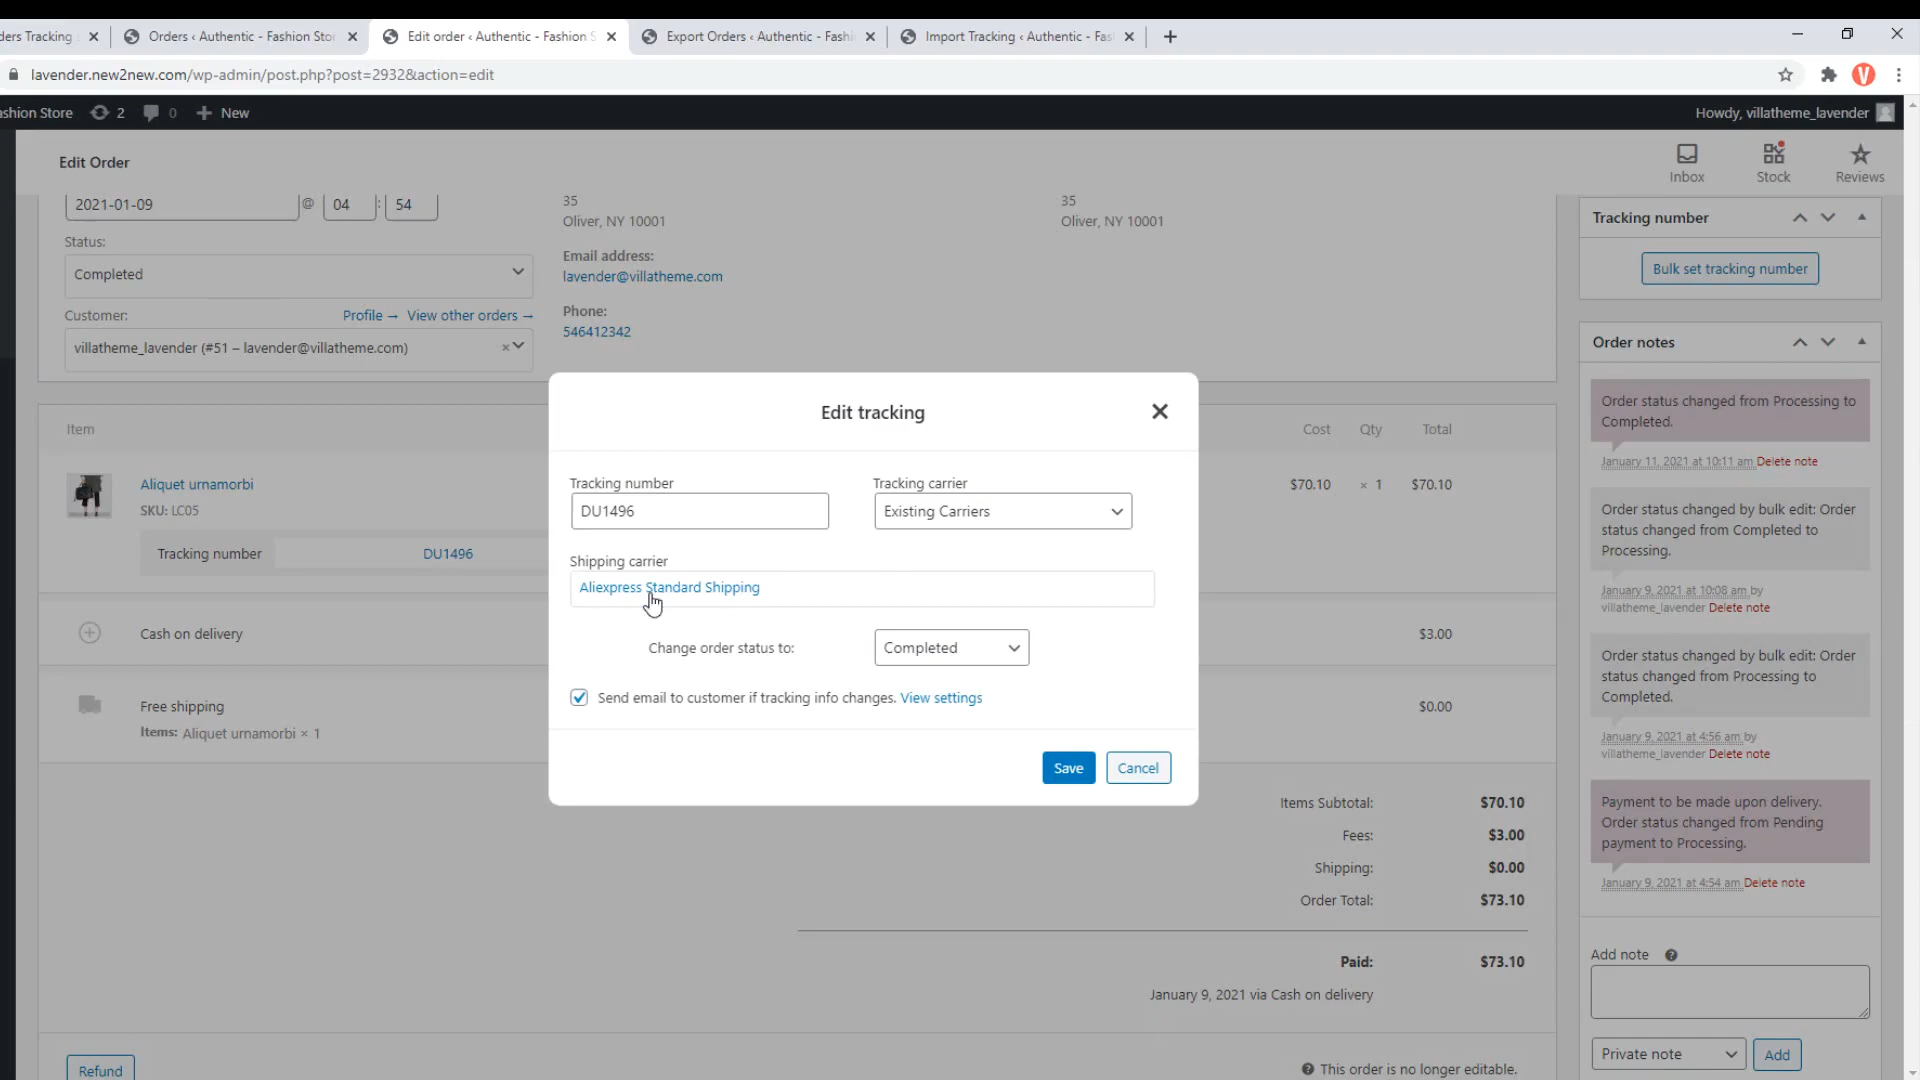 ders Tracking
Orders ‹ Authentic - Fashion Stor
Edit order ‹ Authentic - Fashion S
Export Orders ‹ Authentic - Fashi
Import Tracking ‹ Authentic - Fas
lavender.new2new.com/wp-admin/post.php?post=2932&action=edit
ashion Store
2
0
New
Howdy, villatheme_lavender
Edit Order
Inbox
Stock
Reviews
2021-01-09 @ 04 : 54
35
Oliver, NY 10001
35
Oliver, NY 10001
Status:
Completed
Email address:
lavender@villatheme.com
Customer:
Profile →
View other orders →
villatheme_lavender (#51 – lavender@villatheme.com) ×
Phone:
546412342
Tracking number
Bulk set tracking number
Order notes
Order status changed from Processing to
Completed.
January 11, 2021 at 10:11 am Delete note
Order status changed by bulk edit: Order
status changed from Completed to
Processing.
January 9, 2021 at 10:08 am by
villatheme_lavender Delete note
Order status changed by bulk edit: Order
status changed from Processing to
Completed.
January 9, 2021 at 4:56 am by
villatheme_lavender Delete note
Payment to be made upon delivery.
Order status changed from Pending
payment to Processing.
January 9, 2021 at 4:54 am Delete note
Add note
Private note
Add
Item
Cost
Qty
Total
Aliquet urnamorbi
SKU: LC05
$70.10
× 1
$70.10
Tracking number
DU1496
Cash on delivery
$3.00
Free shipping
$0.00
Items: Aliquet urnamorbi × 1
Edit tracking
Tracking number
Tracking carrier
DU1496
Existing Carriers
Shipping carrier
Aliexpress Standard Shipping
Change order status to:
Completed
Send email to customer if tracking info changes. View settings
Save
Cancel
Items Subtotal: $70.10
Fees: $3.00
Shipping: $0.00
Order Total: $73.10
Paid: $73.10
January 9, 2021 via Cash on delivery
Refund
This order is no longer editable.